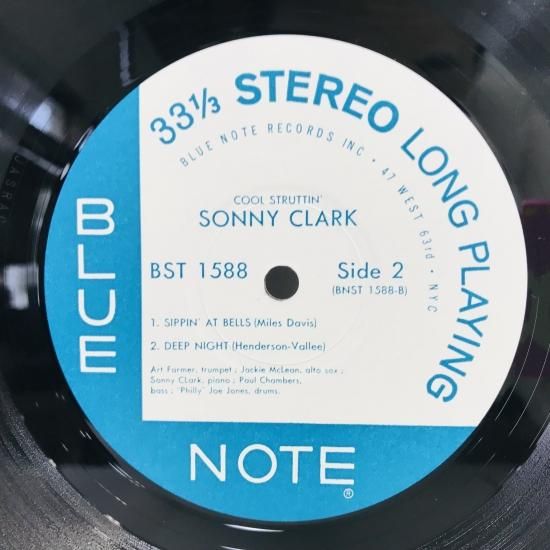 33⅓ STEREO LONG PLAYING
BLUE NOTE RECORDS INC • 47 WEST 63rd • NYC
COOL STRUTTIN'
SONNY CLARK
BST 1588
Side 2
(BNST 1588-B)
1. SIPPIN' AT BELLS (Miles Davis)
2. DEEP NIGHT (Henderson-Vallee)
Art Farmer, trumpet ; Jackie McLean, alto sax ;
Sonny CLark, piano ; Paul Chambers,
bass ; "Philly" Joe Jones, drums.
BLUE
NOTE
®